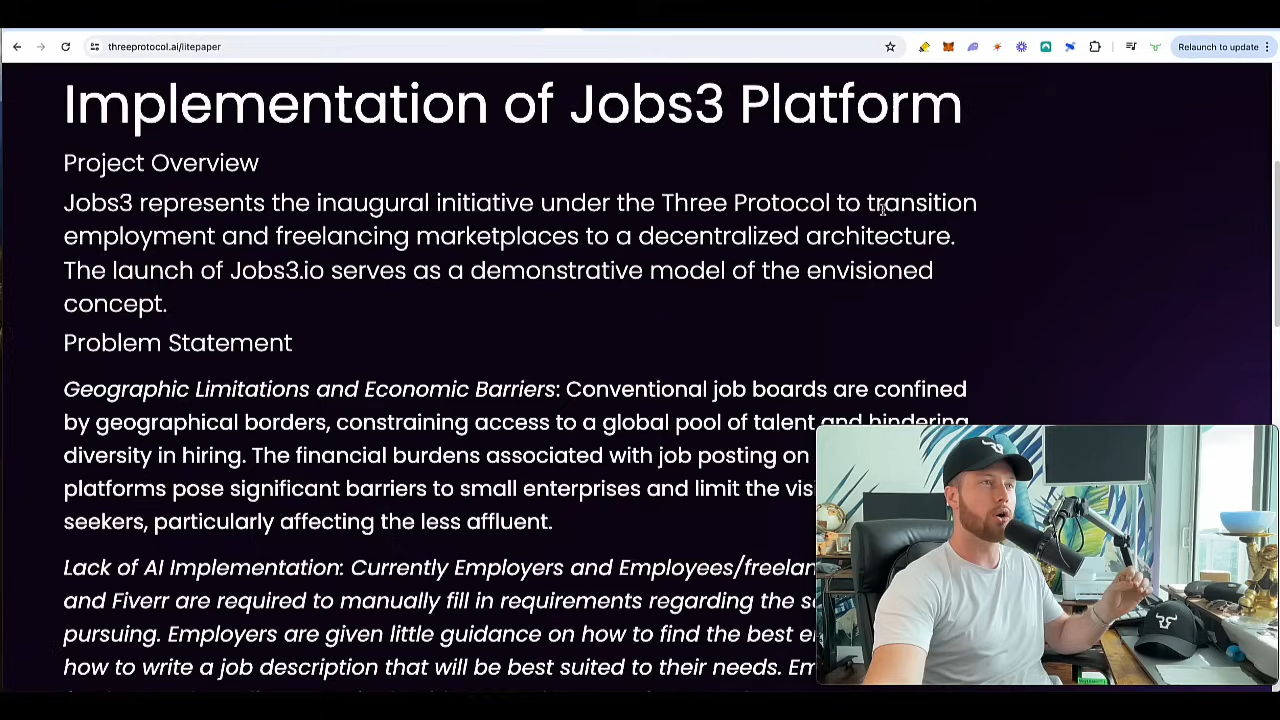 threeprotocol.ai/litepaper
Relaunch to update
Implementation of Jobs3 Platform
Project Overview
Jobs3 represents the inaugural initiative under the Three Protocol to transition
employment and freelancing marketplaces to a decentralized architecture.
The launch of Jobs3.io serves as a demonstrative model of the envisioned
concept.
Problem Statement
Geographic Limitations and Economic Barriers: Conventional job boards are confined
by geographical borders, constraining access to a global pool of talent and hindering
diversity in hiring. The financial burdens associated with job posting on
platforms pose significant barriers to small enterprises and limit the
seekers, particularly affecting the less affluent.
Lack of AI Implementation: Currently Employers and
and Fiverr are required to manually fill in requirements regarding the
pursuing. Employers are given little guidance on how to find the best
how to write a job description that will be best suited to their needs.